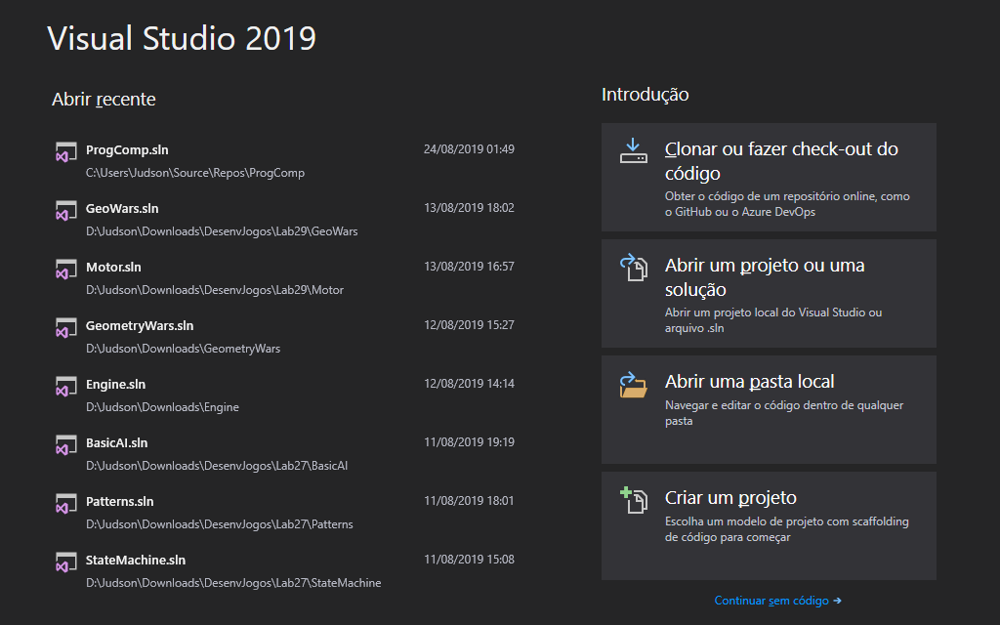 Visual Studio 2019
Abrir recente
ProgComp.sln 24/08/2019 01:49
C:\Users\Judson\Source\Repos\ProgComp
GeoWars.sln 13/08/2019 18:02
D:\Judson\Downloads\DesenvJogos\Lab29\GeoWars
Motor.sln 13/08/2019 16:57
D:\Judson\Downloads\DesenvJogos\Lab29\Motor
GeometryWars.sln 12/08/2019 15:27
D:\Judson\Downloads\GeometryWars
Engine.sln 12/08/2019 14:14
D:\Judson\Downloads\Engine
BasicAI.sln 11/08/2019 19:19
D:\Judson\Downloads\DesenvJogos\Lab27\BasicAI
Patterns.sln 11/08/2019 18:01
D:\Judson\Downloads\DesenvJogos\Lab27\Patterns
StateMachine.sln 11/08/2019 15:08
D:\Judson\Downloads\DesenvJogos\Lab27\StateMachine
Introdução
Clonar ou fazer check-out do
código
Obter o código de um repositório online, como
o GitHub ou o Azure DevOps
Abrir um projeto ou uma
solução
Abrir um projeto local do Visual Studio ou
arquivo .sln
Abrir uma pasta local
Navegar e editar o código dentro de qualquer
pasta
Criar um projeto
Escolha um modelo de projeto com scaffolding
de código para começar
Continuar sem código →